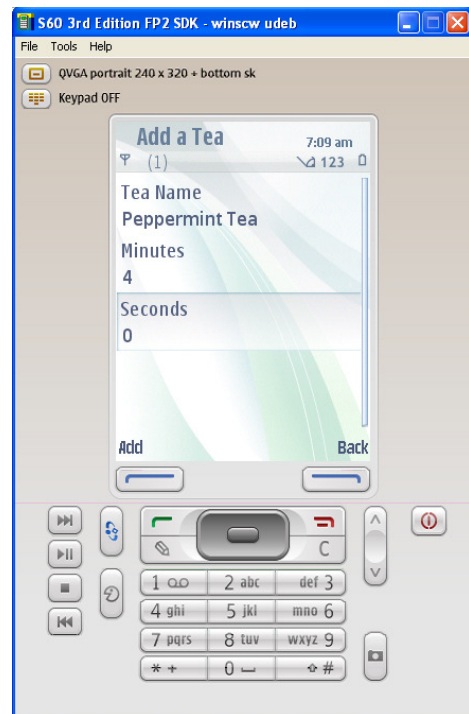 S60 3rd Edition FP2 SDK - winscw udeb
File Tools Help
QVGA portrait 240 x 320 + bottom sk
Keypad OFF
Add a Tea 7:09 am
(1) 123
Tea Name
Peppermint Tea
Minutes
4
Seconds
0
Add Back
C
1 2 abc def 3
4 ghi 5 jkl mno 6
7 pqrs 8 tuv wxyz 9
* + 0 #